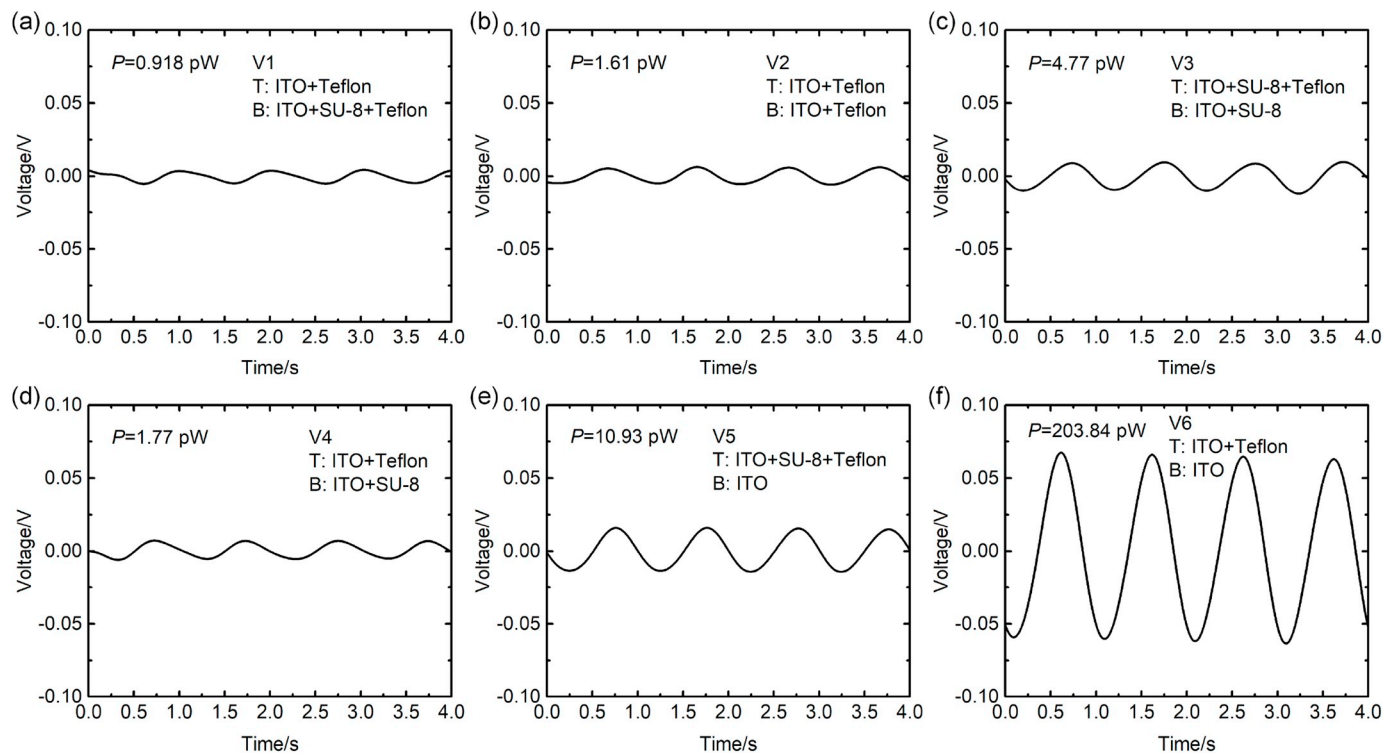 (a)
0.10
0.05
0.00
-0.05
-0.10
Voltage/V
P=0.918 pW
V1
T: ITO+Teflon
B: ITO+SU-8+Teflon
0.0 0.5 1.0 1.5 2.0 2.5 3.0 3.5 4.0
Time/s
(b)
0.10
0.05
0.00
-0.05
-0.10
Voltage/V
P=1.61 pW
V2
T: ITO+Teflon
B: ITO+Teflon
0.0 0.5 1.0 1.5 2.0 2.5 3.0 3.5 4.0
Time/s
(c)
0.10
0.05
0.00
-0.05
-0.10
Voltage/V
P=4.77 pW
V3
T: ITO+SU-8+Teflon
B: ITO+SU-8
0.0 0.5 1.0 1.5 2.0 2.5 3.0 3.5 4.0
Time/s
(d)
0.10
0.05
0.00
-0.05
-0.10
Voltage/V
P=1.77 pW
V4
T: ITO+Teflon
B: ITO+SU-8
0.0 0.5 1.0 1.5 2.0 2.5 3.0 3.5 4.0
Time/s
(e)
0.10
0.05
0.00
-0.05
-0.10
Voltage/V
P=10.93 pW
V5
T: ITO+SU-8+Teflon
B: ITO
0.0 0.5 1.0 1.5 2.0 2.5 3.0 3.5 4.0
Time/s
(f)
0.10
0.05
0.00
-0.05
-0.10
Voltage/V
P=203.84 pW
V6
T: ITO+Teflon
B: ITO
0.0 0.5 1.0 1.5 2.0 2.5 3.0 3.5 4.0
Time/s